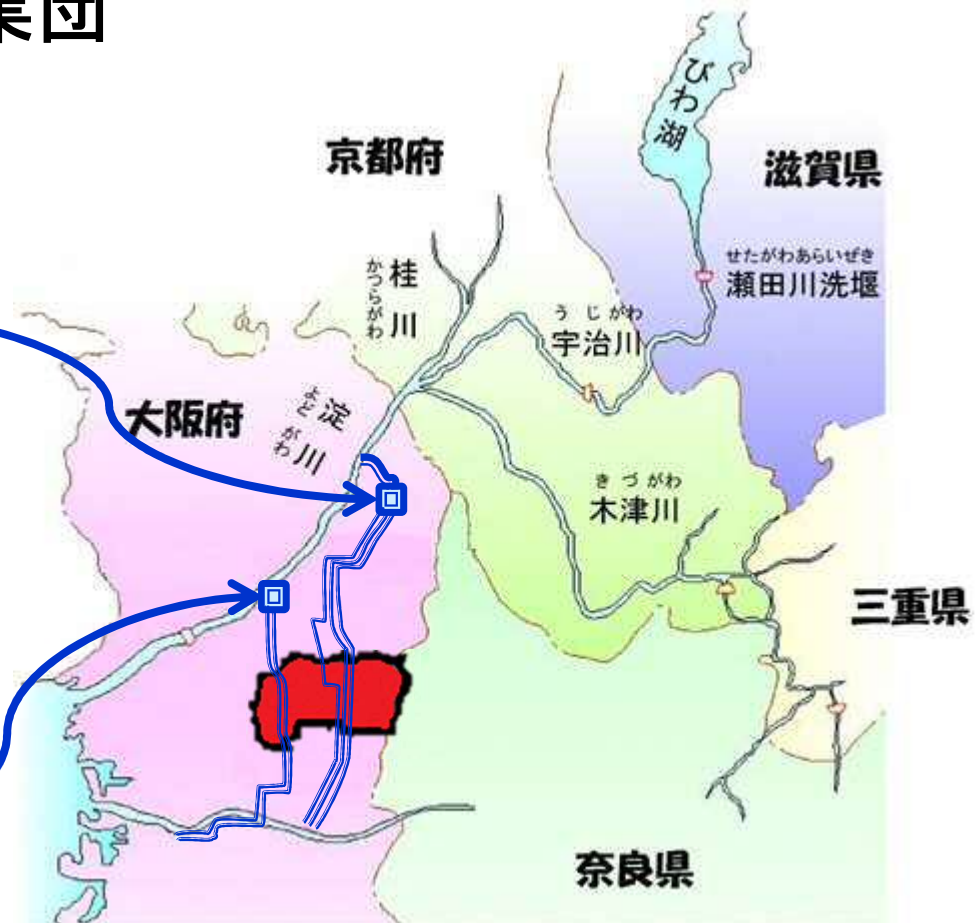 集団
びわ湖
京都府
滋賀県
せたがわあらいぜき
瀬田川洗堰
桂川
かつらがわ
うじがわ
宇治川
大阪府
淀川
よどがわ
きづがわ
木津川
三重県
奈良県